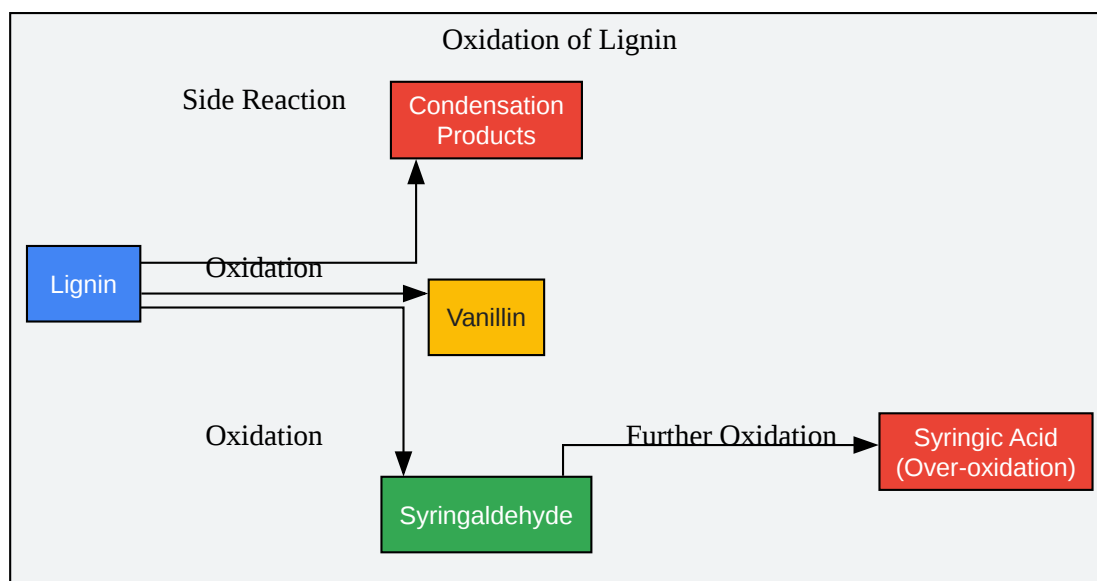 Oxidation of Lignin
Side Reaction
Condensation
Products
Oxidation
Lignin
Vanillin
Oxidation
Further Oxidation
Syringic Acid
(Over-oxidation)
Syringaldehyde